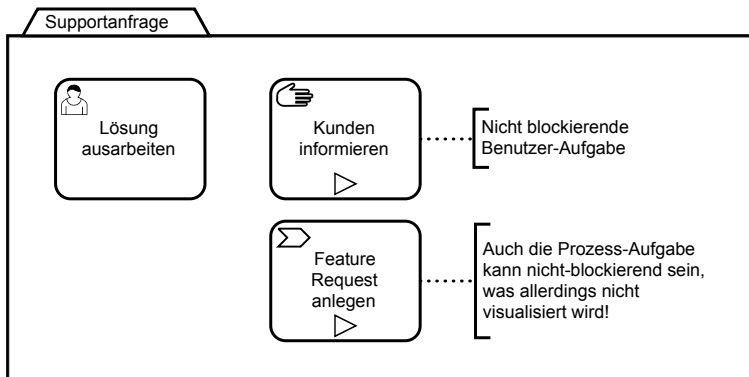 Supportanfrage
Lösung
ausarbeiten
Kunden
informieren
Nicht blockierende
Benutzer-Aufgabe
Feature
Request
anlegen
Auch die Prozess-Aufgabe
kann nicht-blockierend sein,
was allerdings nicht
visualisiert wird!